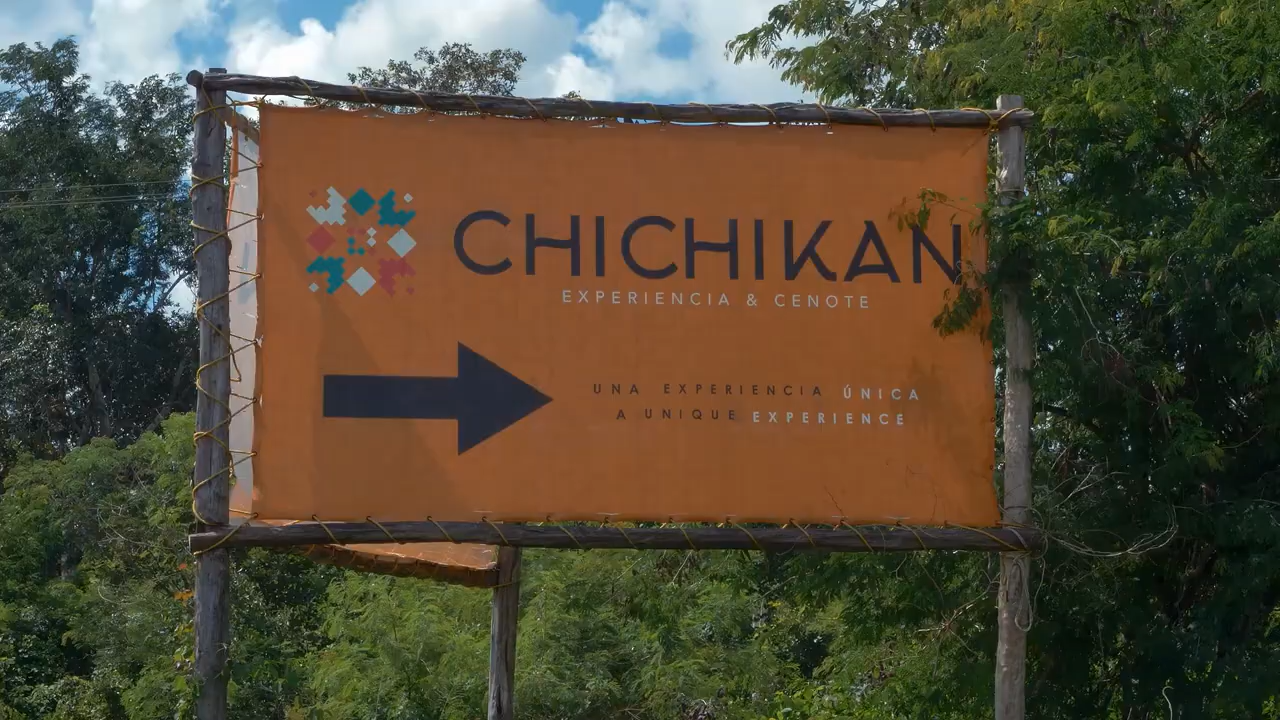 CHICHIKAN
EXPERIENCIA & CENOTE
UNA EXPERIENCIA ÚNICA
A UNIQUE EXPERIENCE